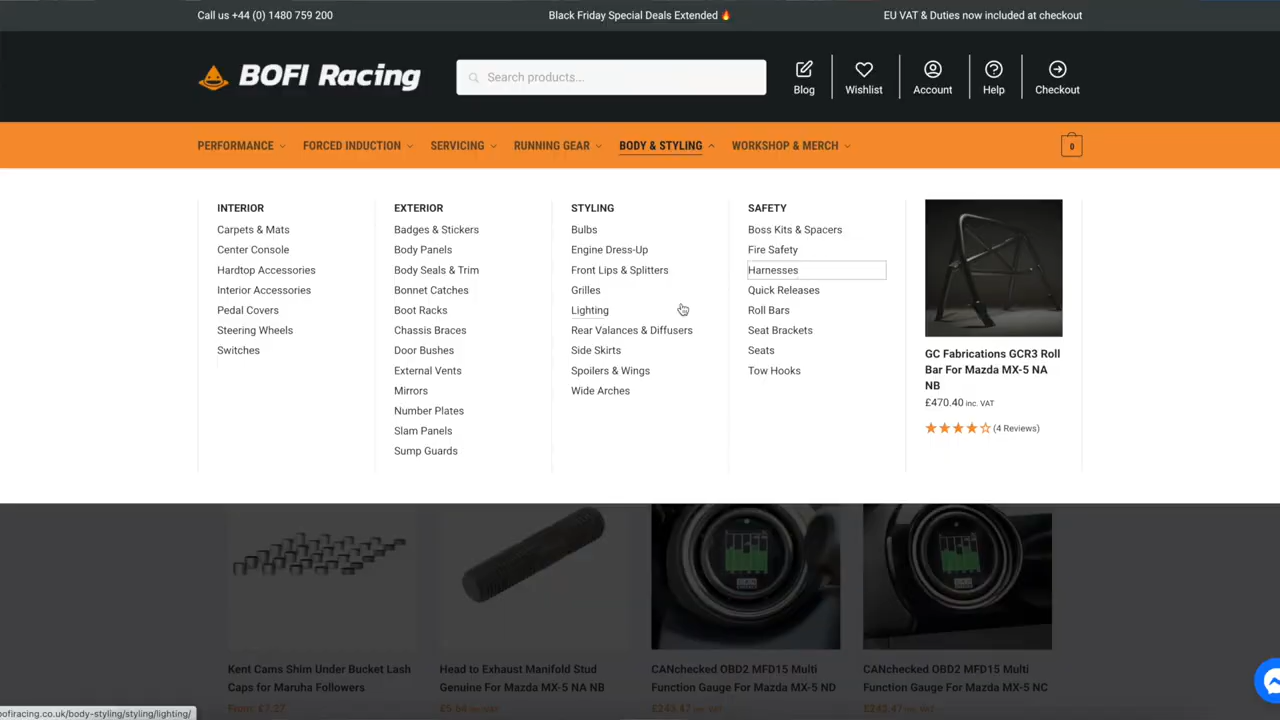 Call us +44 (0) 1480 759 200
Black Friday Special Deals Extended 🔥
EU VAT & Duties now included at checkout
BOFI Racing
Search products...
Blog
Wishlist
Account
Help
Checkout
PERFORMANCE
FORCED INDUCTION
SERVICING
RUNNING GEAR
BODY & STYLING
WORKSHOP & MERCH
0
INTERIOR
Carpets & Mats
Center Console
Hardtop Accessories
Interior Accessories
Pedal Covers
Steering Wheels
Switches
EXTERIOR
Badges & Stickers
Body Panels
Body Seals & Trim
Bonnet Catches
Boot Racks
Chassis Braces
Door Bushes
External Vents
Mirrors
Number Plates
Slam Panels
Sump Guards
STYLING
Bulbs
Engine Dress-Up
Front Lips & Splitters
Grilles
Lighting
Rear Valances & Diffusers
Side Skirts
Spoilers & Wings
Wide Arches
SAFETY
Boss Kits & Spacers
Fire Safety
Harnesses
Quick Releases
Roll Bars
Seat Brackets
Seats
Tow Hooks
GC Fabrications GCR3 Roll
Bar For Mazda MX-5 NA
NB
£470.40 inc. VAT
(4 Reviews)
Kent Cams Shim Under Bucket Lash
Caps for Maruha Followers
From: £7.27
Head to Exhaust Manifold Stud
Genuine For Mazda MX-5 NA NB
£5.64 inc. VAT
CANchecked OBD2 MFD15 Multi
Function Gauge For Mazda MX-5 ND
£243.47 inc. VAT
CANchecked OBD2 MFD15 Multi
Function Gauge For Mazda MX-5 NC
£243.47 inc. VAT
bofiracing.co.uk/body-styling/styling/lighting/